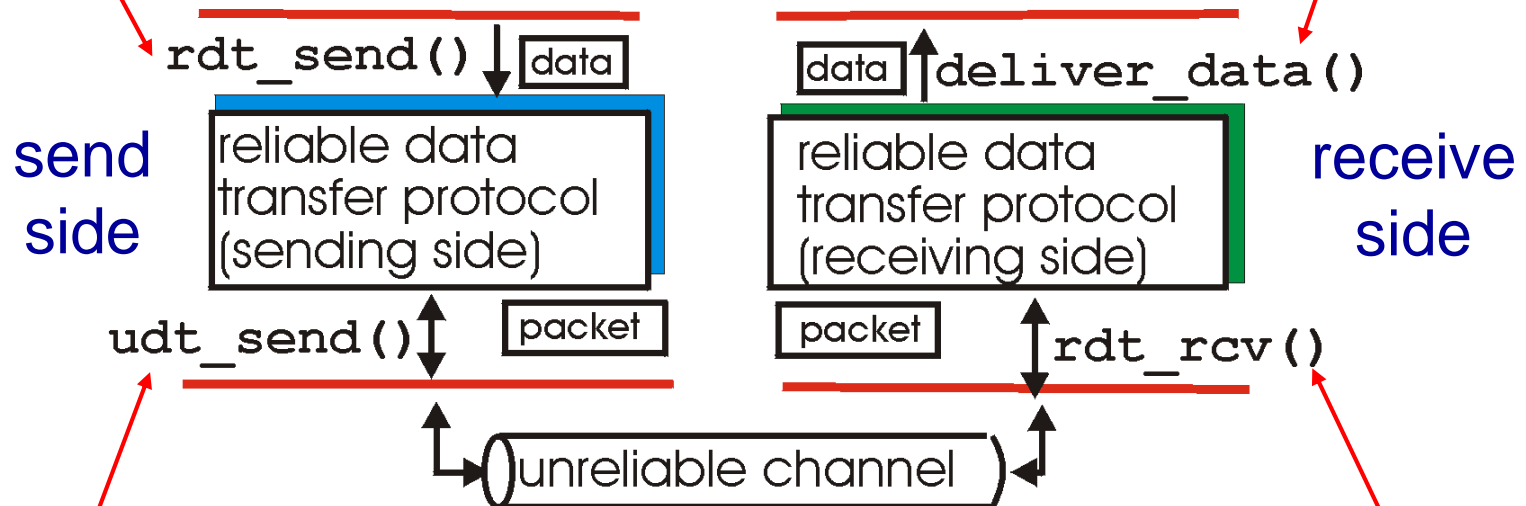 rdt_send()
data
data
deliver_data()
send
side
reliable data
transfer protocol
(sending side)
reliable data
transfer protocol
(receiving side)
receive
side
udt_send()
packet
packet
rdt_rcv()
unreliable channel